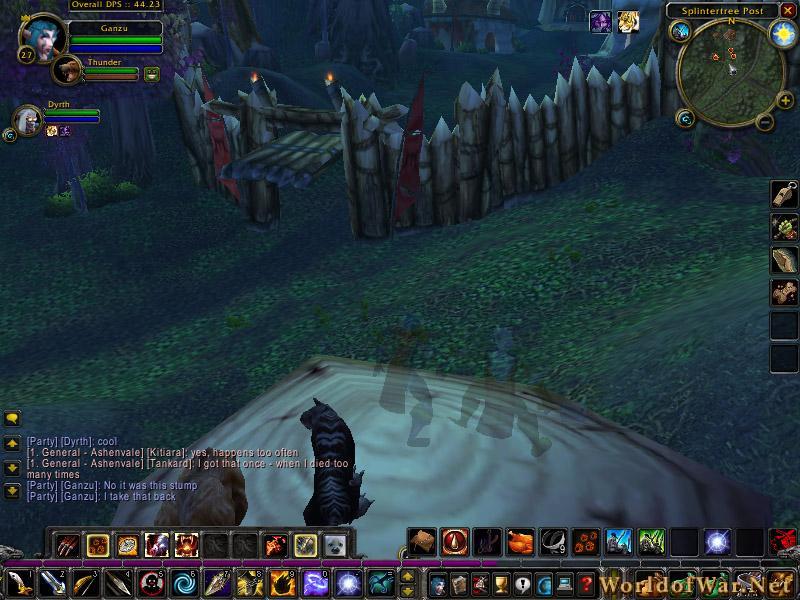 Overall DPS :: 44.23
Ganzu
27
Thunder
Dyrth
Splintertree Post
N
[Party] [Dyrth]: cool
[1. General - Ashenvale] [Kitiara]: yes, happens too often
[1. General - Ashenvale] [Tankard]: I got that once - when I died too
many times
[Party] [Ganzu]: No it was this stump
[Party] [Ganzu]: I take that back
WorldofWar.Net